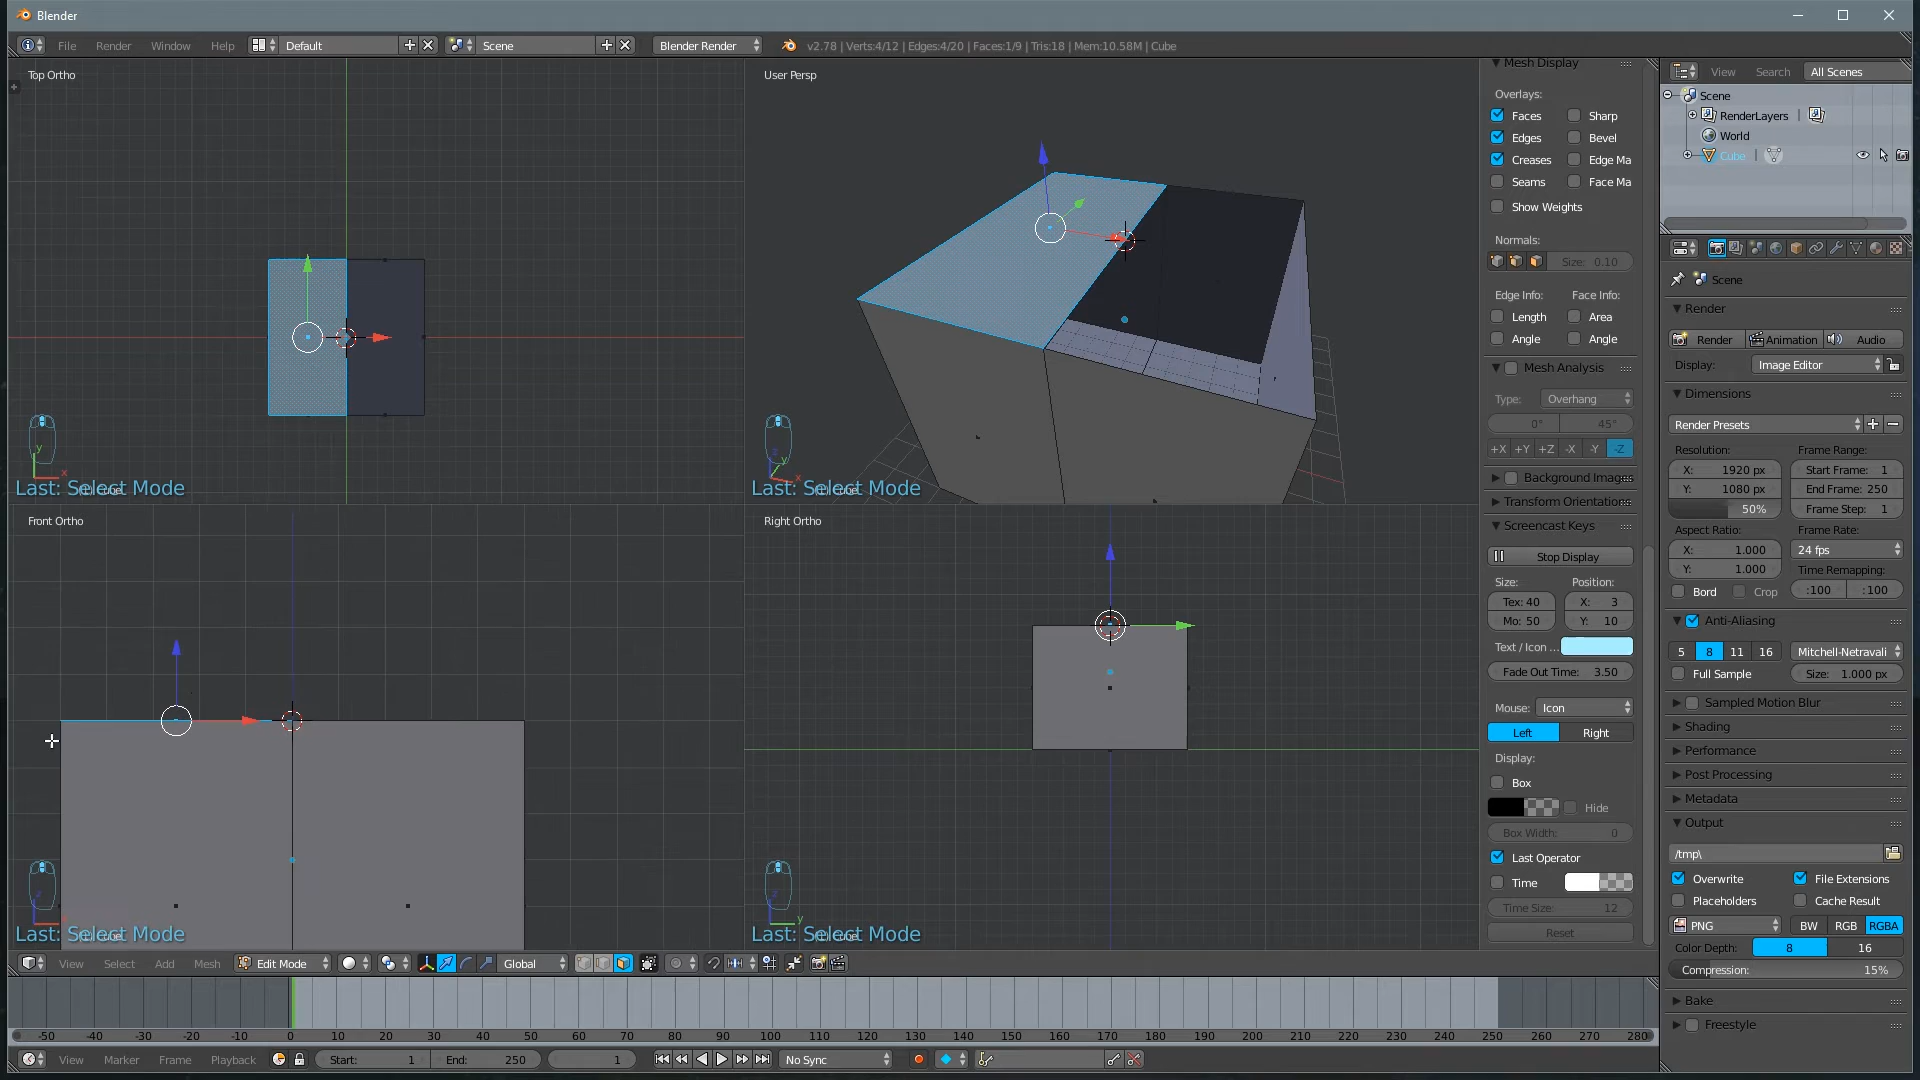 Blender
File Render Window Help Default Scene Blender Render v2.78 | Verts:4/12 | Edges:4/20 | Faces:1/9 | Tris:18 | Mem:10.58M | Cube
Top Ortho
y
x
Last: Select Mode
User Persp
z
y
x
Last: Select Mode
Front Ortho
z
Last: Select Mode
Right Ortho
z
y
Last: Select Mode
Mesh Display
Overlays:
Faces Sharp
Edges Bevel
Creases Edge Ma
Seams Face Ma
Show Weights
Normals:
Size: 0.10
Edge Info: Face Info:
Length Area
Angle Angle
Mesh Analysis
Type: Overhang
0° 45°
+X +Y +Z -X -Y -Z
Background Images
Transform Orientation
Screencast Keys
Stop Display
Size: Position:
Tex: 40 X: 3
Mo: 50 Y: 10
Text / Icon ...
Fade Out Time: 3.50
Mouse: Icon
Left Right
Display:
Box
Hide
Box Width: 0
Last Operator
Time
Time Size: 12
Reset
View Search All Scenes
Scene
RenderLayers
World
Cube
Scene
Render
Render Animation Audio
Display: Image Editor
Dimensions
Render Presets
Resolution: Frame Range:
X: 1920 px Start Frame: 1
Y: 1080 px End Frame: 250
50% Frame Step: 1
Aspect Ratio: Frame Rate:
X: 1.000 24 fps
Y: 1.000 Time Remapping:
Bord Crop :100 :100
Anti-Aliasing
5 8 11 16 Mitchell-Netravali
Full Sample Size: 1.000 px
Sampled Motion Blur
Shading
Performance
Post Processing
Metadata
Output
/tmp\
Overwrite File Extensions
Placeholders Cache Result
PNG BW RGB RGBA
Color Depth: 8 16
Compression: 15%
Bake
Freestyle
View Select Add Mesh Edit Mode Global
-50 -40 -30 -20 -10 0 10 20 30 40 50 60 70 80 90 100 110 120 130 140 150 160 170 180 190 200 210 220 230 240 250 260 270 280
View Marker Frame Playback Start: 1 End: 250 1 No Sync